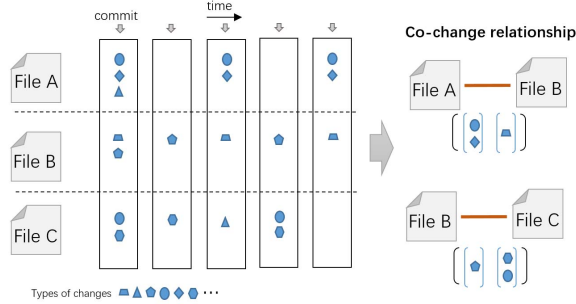 commit
time
Co-change relationship
File A
File A
File B
File B
File C
File B
File C
Types of changes ···